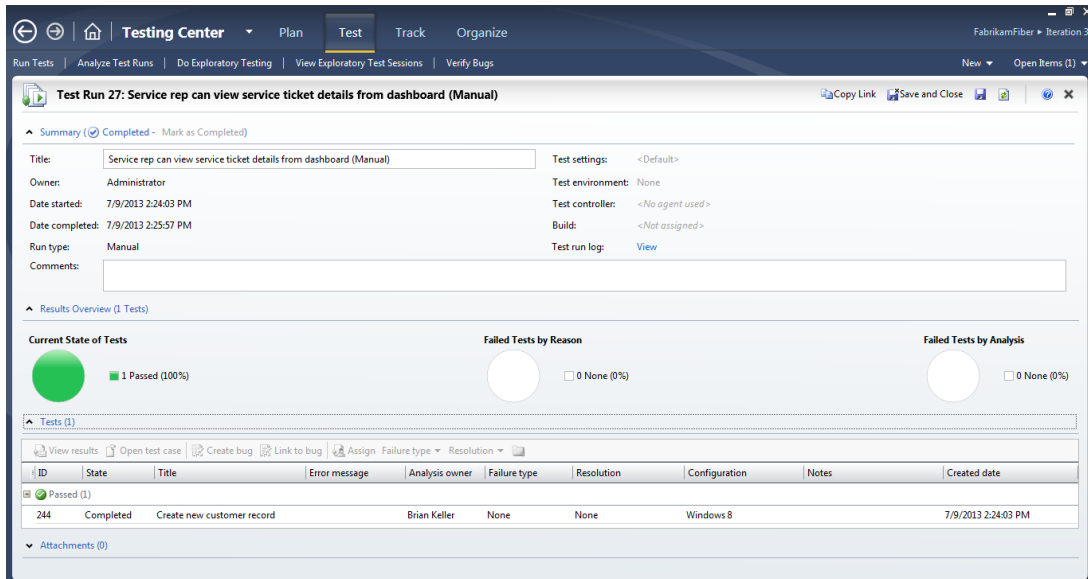 Testing Center Plan Test Track Organize FabrikamFiber ▸ Iteration 3
Run Tests | Analyze Test Runs | Do Exploratory Testing | View Exploratory Test Sessions | Verify Bugs New Open Items (1)
Test Run 27: Service rep can view service ticket details from dashboard (Manual) Copy Link Save and Close
Summary (Completed - Mark as Completed)
Title: Service rep can view service ticket details from dashboard (Manual) Test settings: <Default>
Owner: Administrator Test environment: None
Date started: 7/9/2013 2:24:03 PM Test controller: <No agent used>
Date completed: 7/9/2013 2:25:57 PM Build: <Not assigned>
Run type: Manual Test run log: View
Comments:
Results Overview (1 Tests)
Current State of Tests Failed Tests by Reason Failed Tests by Analysis
1 Passed (100%) 0 None (0%) 0 None (0%)
Tests (1)
View results Open test case Create bug Link to bug Assign Failure type Resolution
ID State Title Error message Analysis owner Failure type Resolution Configuration Notes Created date
Passed (1)
244 Completed Create new customer record Brian Keller None None Windows 8 7/9/2013 2:24:03 PM
Attachments (0)